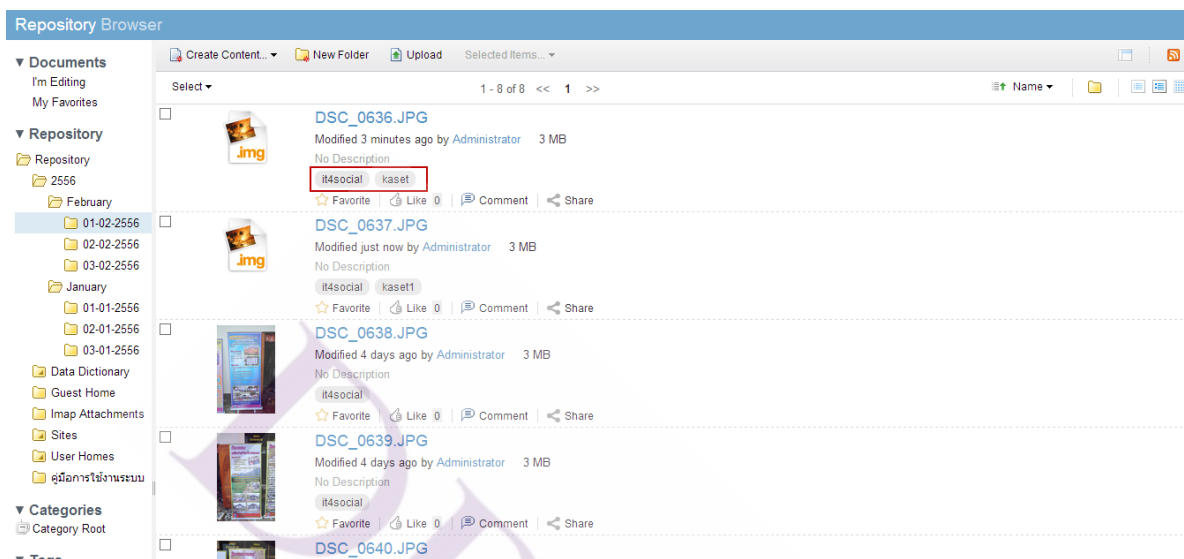 Repository Browser
▼ Documents
I'm Editing
My Favorites
▼ Repository
Repository
2556
February
01-02-2556
02-02-2556
03-02-2556
January
01-01-2556
02-01-2556
03-01-2556
Data Dictionary
Guest Home
Imap Attachments
Sites
User Homes
คู่มือการใช้งานระบบ
▼ Categories
Category Root
▼ Tags
Create Content... New Folder Upload Selected Items...
Select 1 - 8 of 8 << 1 >> Name
DSC_0636.JPG
Modified 3 minutes ago by Administrator 3 MB
No Description
it4social kaset
Favorite Like 0 Comment Share
.img
DSC_0637.JPG
Modified just now by Administrator 3 MB
No Description
it4social kaset1
Favorite Like 0 Comment Share
.img
DSC_0638.JPG
Modified 4 days ago by Administrator 3 MB
No Description
it4social
Favorite Like 0 Comment Share
DSC_0639.JPG
Modified 4 days ago by Administrator 3 MB
No Description
it4social
Favorite Like 0 Comment Share
DSC_0640.JPG